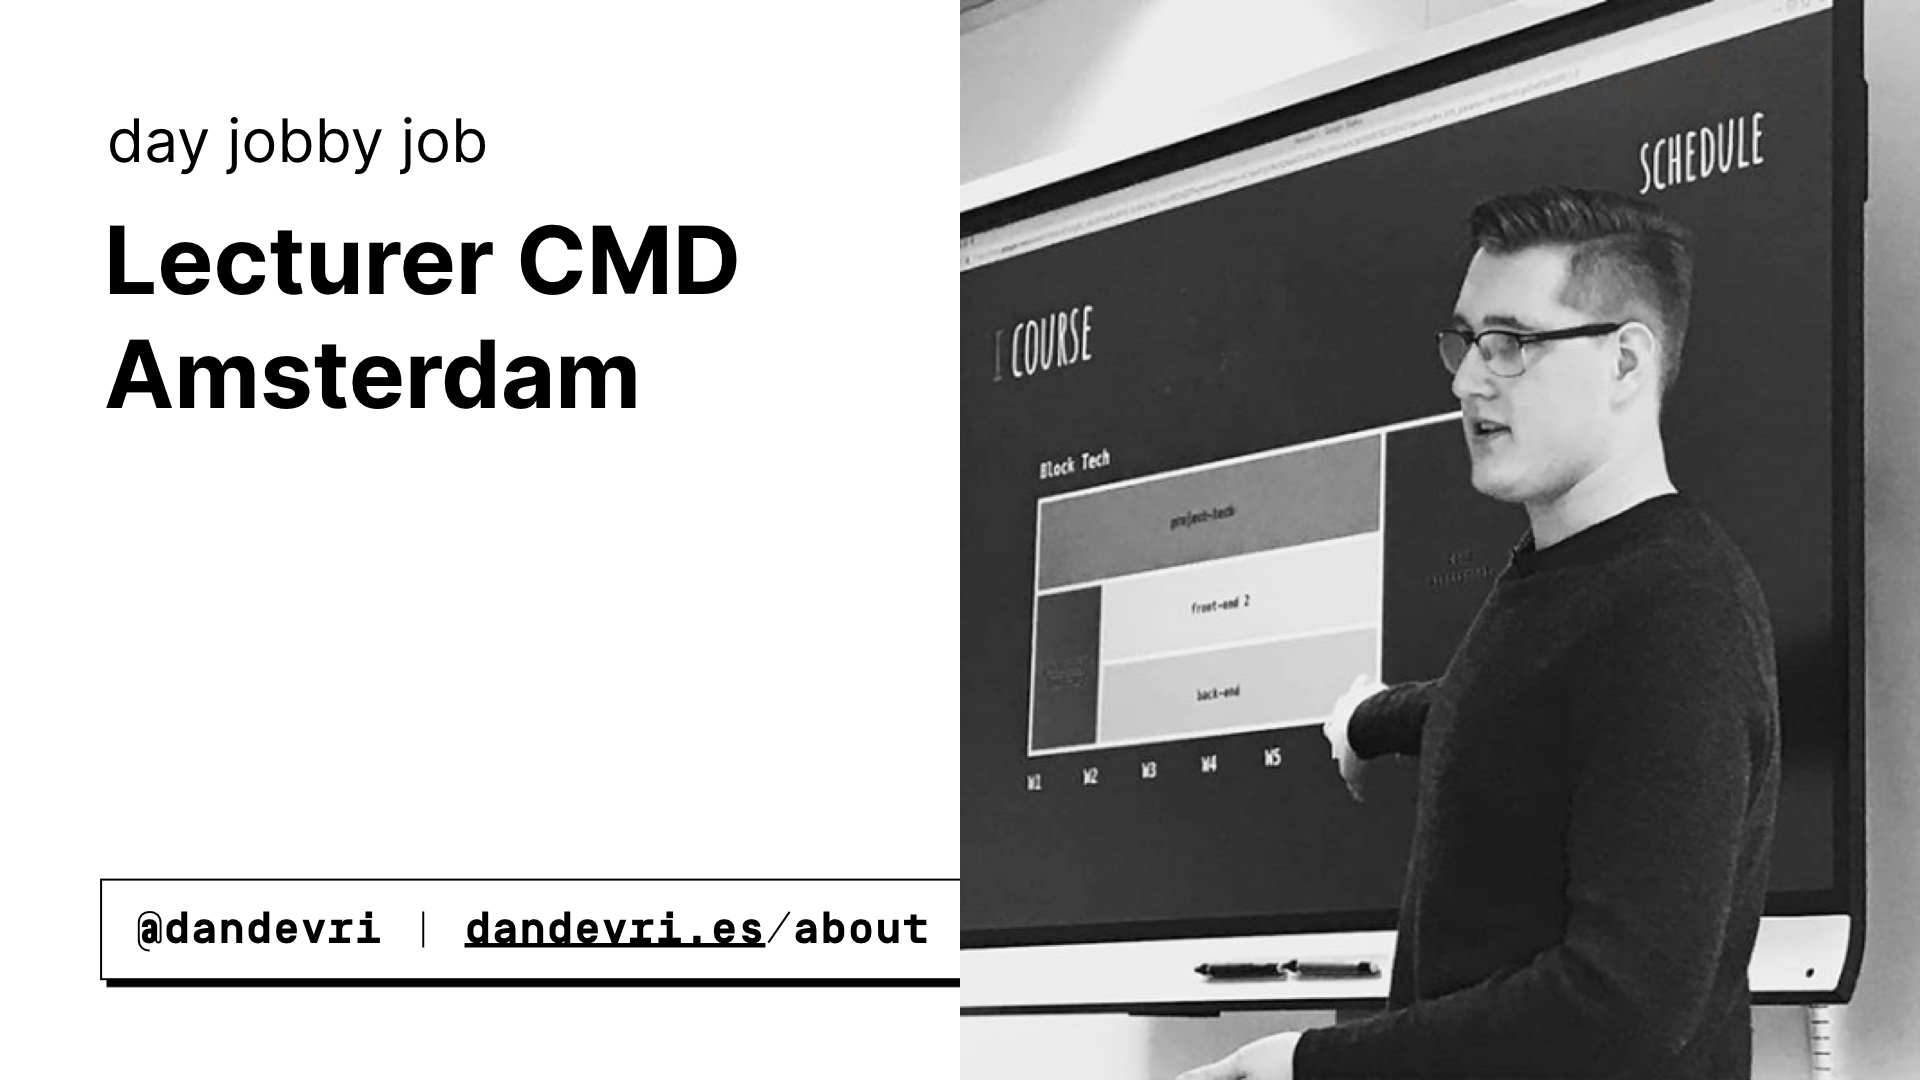 day jobby job
Lecturer CMD
Amsterdam
@dandevri | dandevri.es/about
SCHEDULE
I COURSE
Block Tech
project-tech
front-end 2
back-end
W1 W2 W3 W4 W5